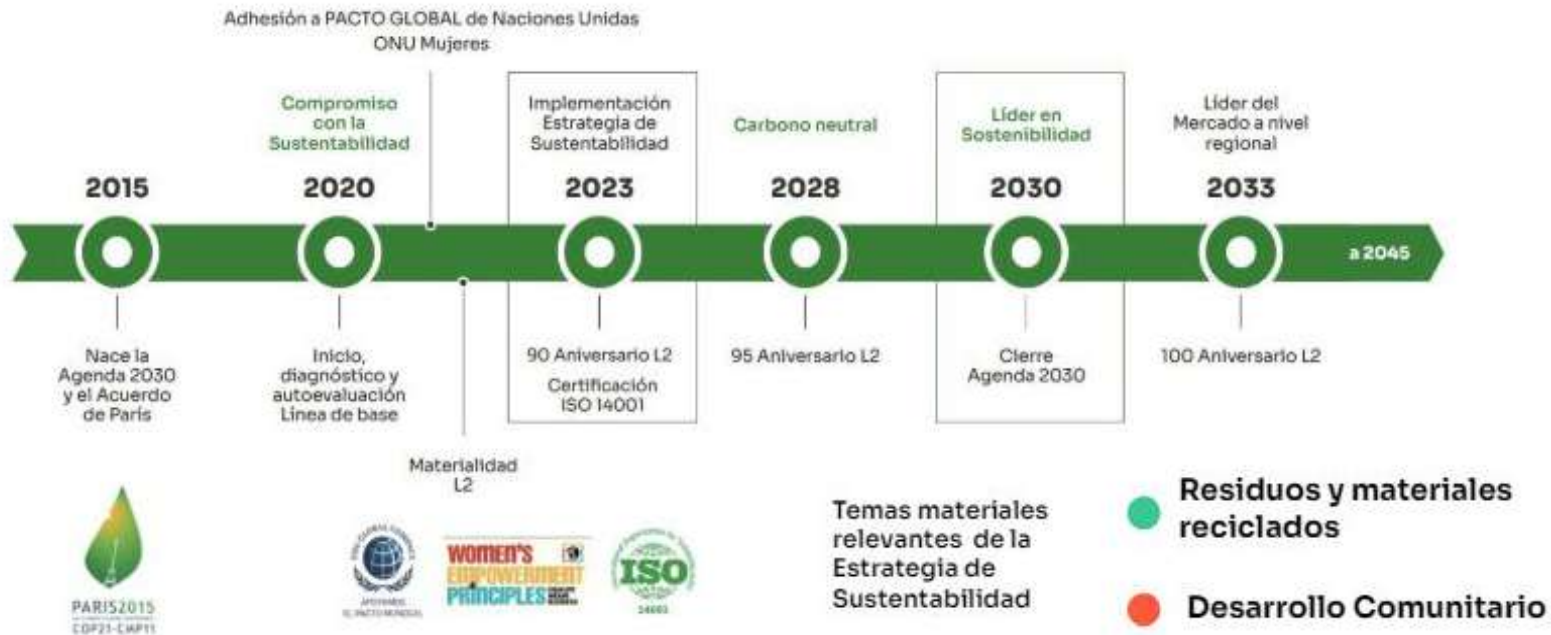 Adhesión a PACTO GLOBAL de Naciones Unidas
ONU Mujeres
Compromiso
con la
Sustentabilidad
Implementación
Estrategia de
Sustentabilidad
Carbono neutral
Líder en
Sostenibilidad
Líder del
Mercado a nivel
regional
2015
2020
2023
2028
2030
2033
a 2045
Nace la
Agenda 2030
y el Acuerdo
de París
Inicio,
diagnóstico y
autoevaluación
Línea de base
90 Aniversario L2
Certificación
ISO 14001
95 Aniversario L2
Cierre
Agenda 2030
100 Aniversario L2
Materialidad
L2
PARIS2015
COP21·CMP11
WOMEN'S
EMPOWERMENT
PRINCIPLES
ISO
14001
Temas materiales
relevantes de la
Estrategia de
Sustentabilidad
Residuos y materiales
reciclados
Desarrollo Comunitario